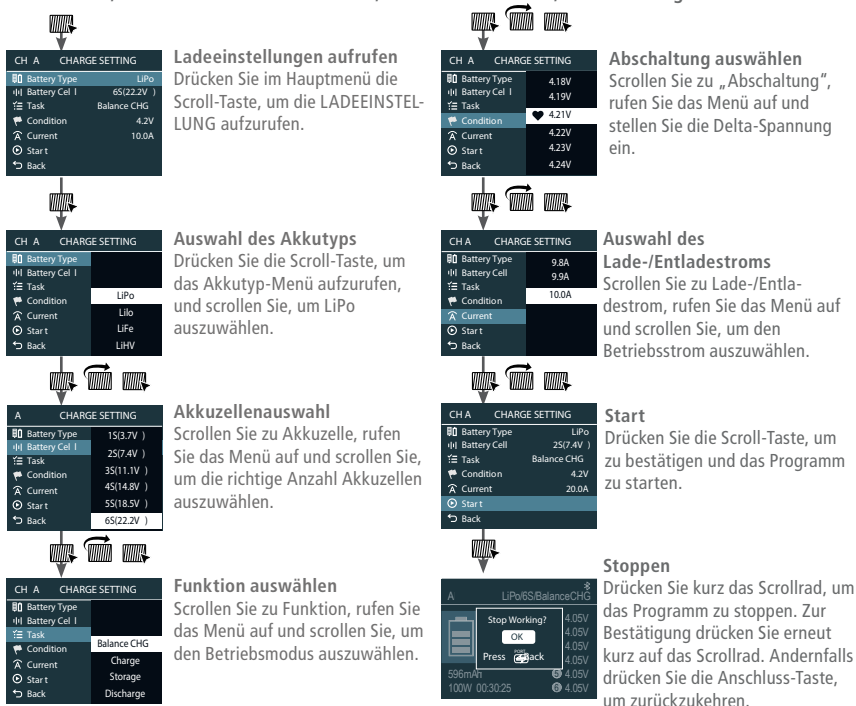 CH A CHARGE SETTING
Battery Type LiPo
Battery Cel l 6S(22.2V )
Task Balance CHG
Condition 4.2V
Current 10.0A
Star t
Back
Ladeeinstellungen aufrufen
Drücken Sie im Hauptmenü die
Scroll-Taste, um die LADEEINSTEL-
LUNG aufzurufen.
CH A CHARGE SETTING
Battery Type
Battery Cel l
Task
Condition
Current
Star t
Back
LiPo
LiIo
LiFe
LiHV
Auswahl des Akkutyps
Drücken Sie die Scroll-Taste, um
das Akkutyp-Menü aufzurufen,
und scrollen Sie, um LiPo
auszuwählen.
A CHARGE SETTING
Battery Type
Battery Cel l
Task
Condition
Current
Star t
Back
1S(3.7V )
2S(7.4V )
3S(11.1V )
4S(14.8V )
5S(18.5V )
6S(22.2V )
Akkuzellenauswahl
Scrollen Sie zu Akkuzelle, rufen
Sie das Menü auf und scrollen Sie,
um die richtige Anzahl Akkuzellen
auszuwählen.
CH A CHARGE SETTING
Battery Type
Battery Cel l
Task
Condition
Current
Star t
Back
Balance CHG
Charge
Storage
Discharge
Funktion auswählen
Scrollen Sie zu Funktion, rufen Sie
das Menü auf und scrollen Sie, um
den Betriebsmodus auszuwählen.
CH A CHARGE SETTING
Battery Type
Battery Cel l
Task
Condition
Current
Star t
Back
4.18V
4.19V
4.21V
4.22V
4.23V
4.24V
Abschaltung auswählen
Scrollen Sie zu „Abschaltung“,
rufen Sie das Menü auf und
stellen Sie die Delta-Spannung
ein.
CH A CHARGE SETTING
Battery Type
Battery Cell
Task
Condition
Current
Star t
Back
9.8A
9.9A
10.0A
Auswahl des
Lade-/Entladestroms
Scrollen Sie zu Lade-/Entla-
destrom, rufen Sie das Menü auf
und scrollen Sie, um den
Betriebsstrom auszuwählen.
CH A CHARGE SETTING
Battery Type LiPo
Battery Cell 2S(7.4V )
Task Balance CHG
Condition 4.2V
Current 20.0A
Star t
Back
Start
Drücken Sie die Scroll-Taste, um
zu bestätigen und das Programm
zu starten.
A LiPo/6S/BalanceCHG
Stop Working?
OK
Press Back
4.05V
4.05V
4.05V
4.05V
596mAh 5 4.05V
100W 00:30:25 6 4.05V
Stoppen
Drücken Sie kurz das Scrollrad, um
das Programm zu stoppen. Zur
Bestätigung drücken Sie erneut
kurz auf das Scrollrad. Andernfalls
drücken Sie die Anschluss-Taste,
um zurückzukehren.